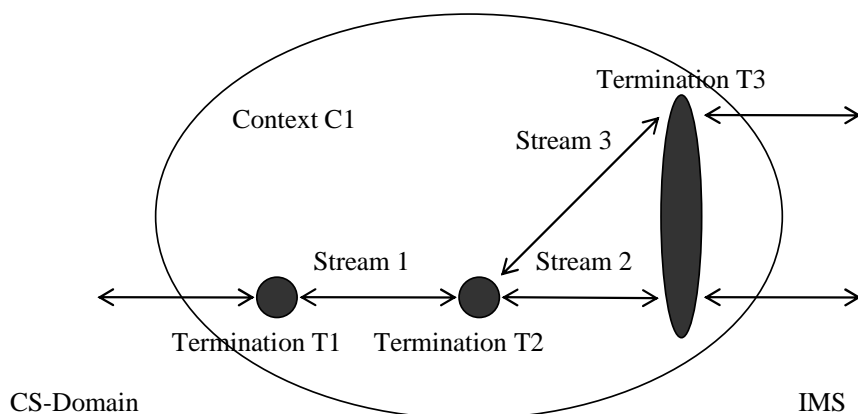 Termination T3
Context C1
Stream 3
Stream 1
Stream 2
Termination T1
Termination T2
CS-Domain
IMS